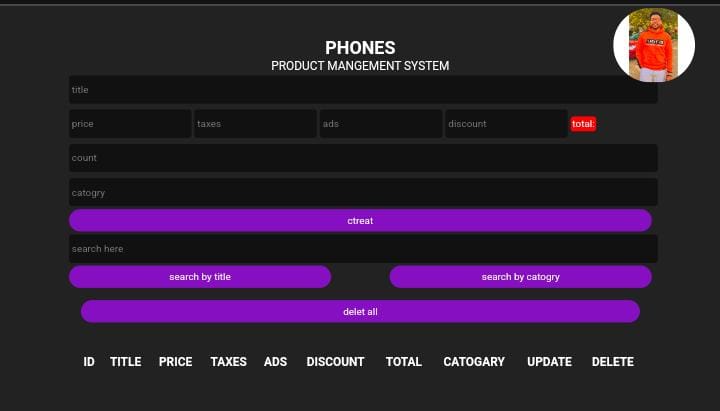 PHONES
PRODUCT MANGEMENT SYSTEM
title
price taxes ads discount total:
count
catogry
ctreat
search here
search by title search by catogry
delet all
ID TITLE PRICE TAXES ADS DISCOUNT TOTAL CATOGARY UPDATE DELETE